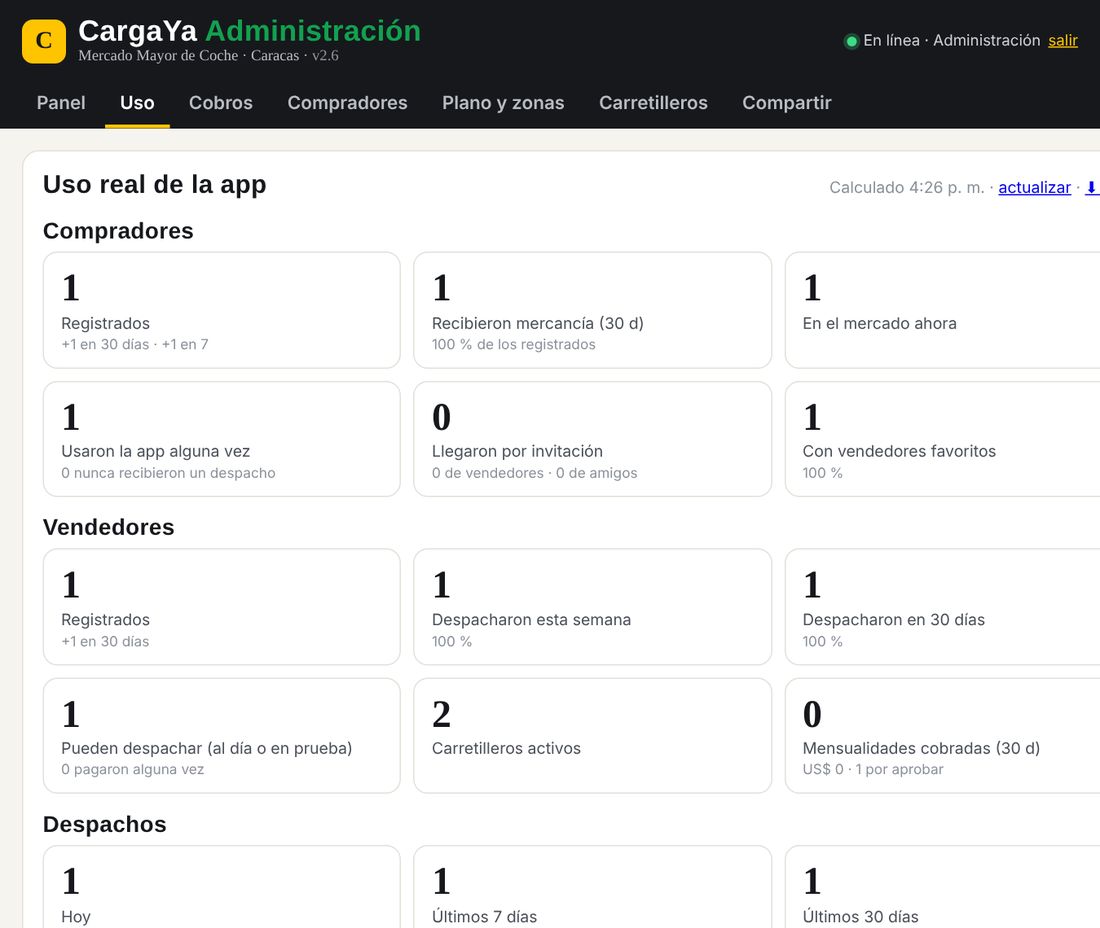 C
CargaYa Administración
Mercado Mayor de Coche · Caracas · v2.6
En línea · Administración salir
Panel Uso Cobros Compradores Plano y zonas Carretilleros Compartir
Uso real de la app
Calculado 4:26 p. m. · actualizar · ⬇
Compradores
1 1 1
Registrados Recibieron mercancía (30 d) En el mercado ahora
+1 en 30 días · +1 en 7 100 % de los registrados
1 0 1
Usaron la app alguna vez Llegaron por invitación Con vendedores favoritos
0 nunca recibieron un despacho 0 de vendedores · 0 de amigos 100 %
Vendedores
1 1 1
Registrados Despacharon esta semana Despacharon en 30 días
+1 en 30 días 100 % 100 %
1 2 0
Pueden despachar (al día o en prueba) Carretilleros activos Mensualidades cobradas (30 d)
0 pagaron alguna vez US$ 0 · 1 por aprobar
Despachos
1 1 1
Hoy Últimos 7 días Últimos 30 días